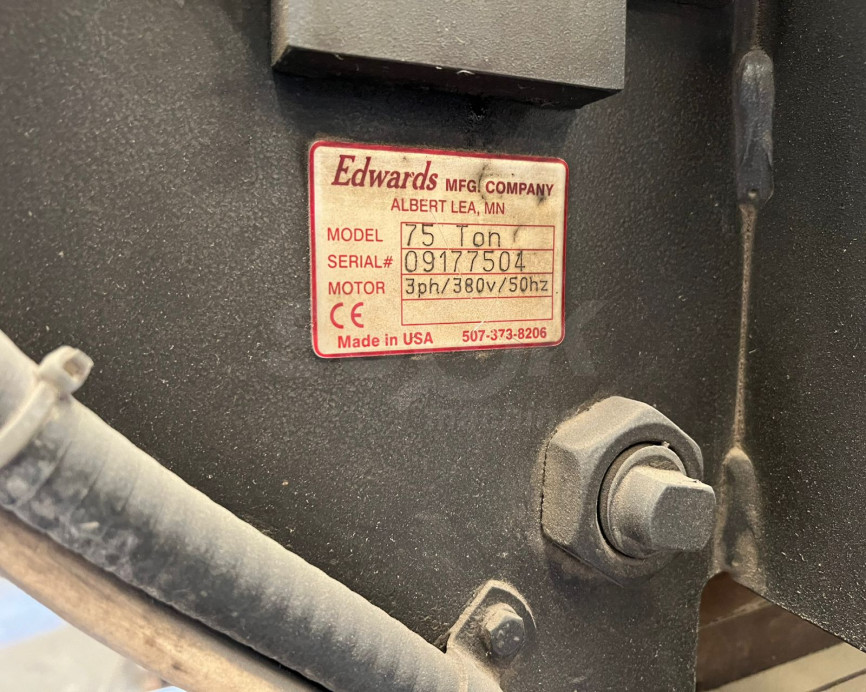 Edwards MFG. COMPANY
ALBERT LEA, MN
MODEL 75 Ton
SERIAL# 09177504
MOTOR 3ph/380v/50hz
CE
Made in USA 507-373-8206